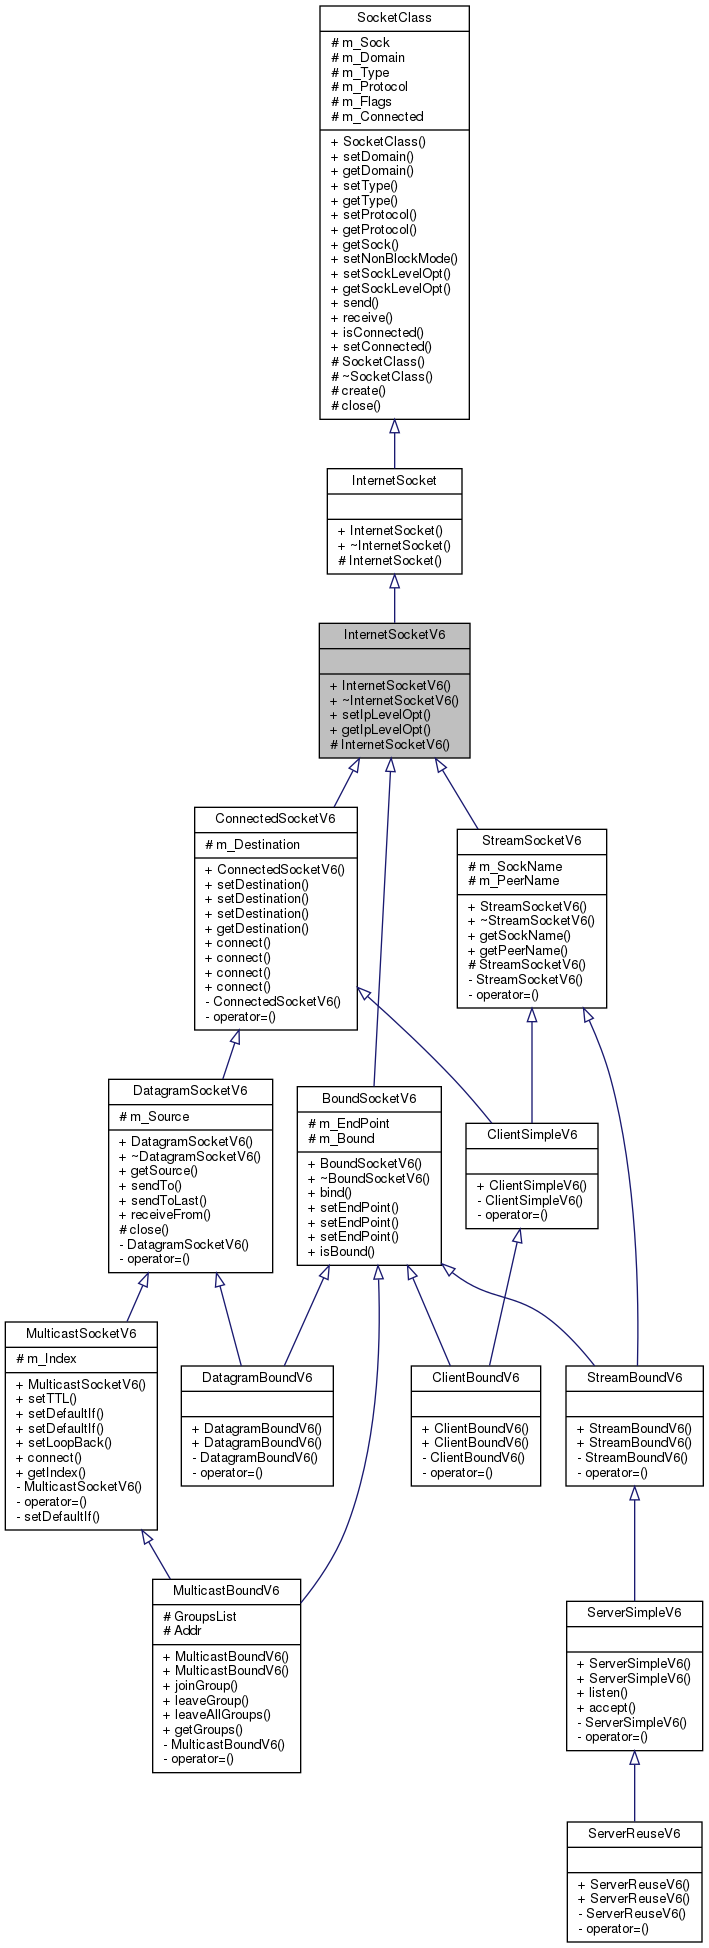 SocketClass
# m_Sock
# m_Domain
# m_Type
# m_Protocol
# m_Flags
# m_Connected
+ SocketClass()
+ setDomain()
+ getDomain()
+ setType()
+ getType()
+ setProtocol()
+ getProtocol()
+ getSock()
+ setNonBlockMode()
+ setSockLevelOpt()
+ getSockLevelOpt()
+ send()
+ receive()
+ isConnected()
+ setConnected()
# SocketClass()
# ~SocketClass()
# create()
# close()
InternetSocket
+ InternetSocket()
+ ~InternetSocket()
# InternetSocket()
InternetSocketV6
+ InternetSocketV6()
+ ~InternetSocketV6()
+ setIpLevelOpt()
+ getIpLevelOpt()
# InternetSocketV6()
ConnectedSocketV6
# m_Destination
+ ConnectedSocketV6()
+ setDestination()
+ setDestination()
+ setDestination()
+ getDestination()
+ connect()
+ connect()
+ connect()
+ connect()
- ConnectedSocketV6()
- operator=()
StreamSocketV6
# m_SockName
# m_PeerName
+ StreamSocketV6()
+ ~StreamSocketV6()
+ getSockName()
+ getPeerName()
# StreamSocketV6()
- StreamSocketV6()
- operator=()
DatagramSocketV6
# m_Source
+ DatagramSocketV6()
+ ~DatagramSocketV6()
+ getSource()
+ sendTo()
+ sendToLast()
+ receiveFrom()
# close()
- DatagramSocketV6()
- operator=()
BoundSocketV6
# m_EndPoint
# m_Bound
+ BoundSocketV6()
+ ~BoundSocketV6()
+ bind()
+ setEndPoint()
+ setEndPoint()
+ setEndPoint()
+ isBound()
ClientSimpleV6
+ ClientSimpleV6()
- ClientSimpleV6()
- operator=()
MulticastSocketV6
# m_Index
+ MulticastSocketV6()
+ setTTL()
+ setDefaultIf()
+ setDefaultIf()
+ setLoopBack()
+ connect()
+ getIndex()
- MulticastSocketV6()
- operator=()
- setDefaultIf()
DatagramBoundV6
+ DatagramBoundV6()
+ DatagramBoundV6()
- DatagramBoundV6()
- operator=()
ClientBoundV6
+ ClientBoundV6()
+ ClientBoundV6()
- ClientBoundV6()
- operator=()
StreamBoundV6
+ StreamBoundV6()
+ StreamBoundV6()
- StreamBoundV6()
- operator=()
MulticastBoundV6
# GroupsList
# Addr
+ MulticastBoundV6()
+ MulticastBoundV6()
+ joinGroup()
+ leaveGroup()
+ leaveAllGroups()
+ getGroups()
- MulticastBoundV6()
- operator=()
ServerSimpleV6
+ ServerSimpleV6()
+ ServerSimpleV6()
+ listen()
+ accept()
- ServerSimpleV6()
- operator=()
ServerReuseV6
+ ServerReuseV6()
+ ServerReuseV6()
- ServerReuseV6()
- operator=()